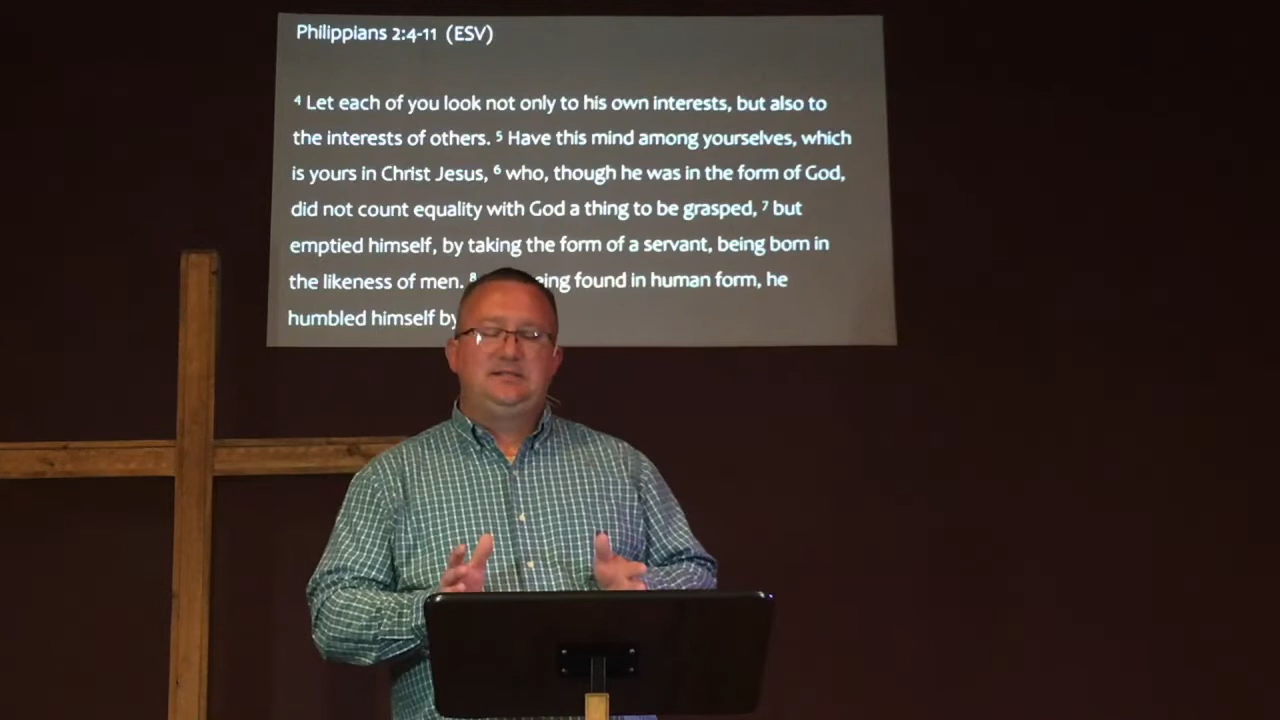 Philippians 2:4-11 (ESV)
4 Let each of you look not only to his own interests, but also to
the interests of others. 5 Have this mind among yourselves, which
is yours in Christ Jesus, 6 who, though he was in the form of God,
did not count equality with God a thing to be grasped, 7 but
emptied himself, by taking the form of a servant, being born in
the likeness of men. 8 found in human form, he
humbled himself by